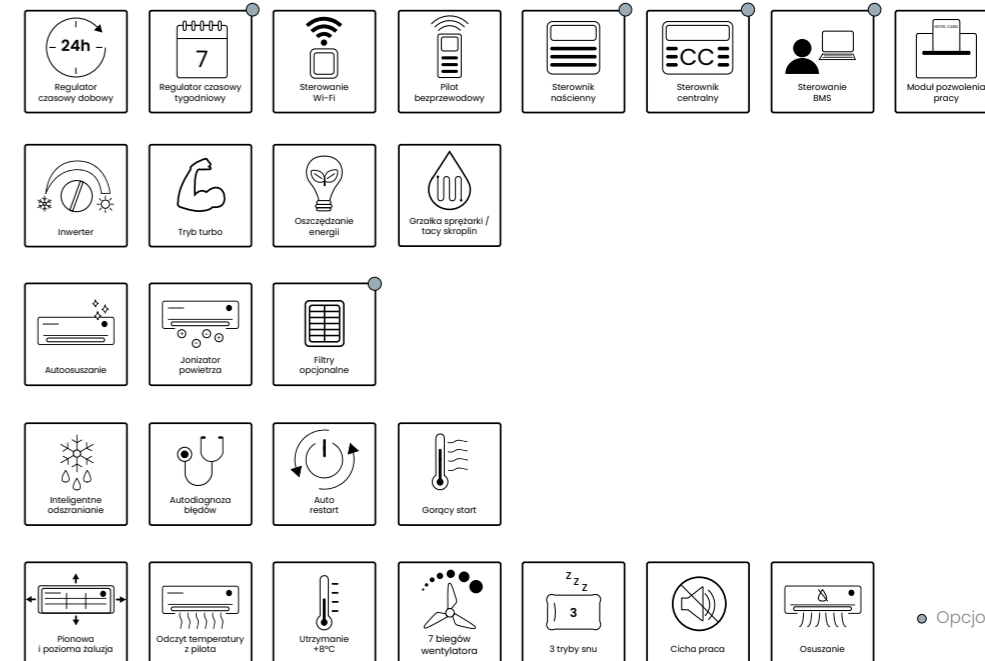 24h
Regulator
czasowy dobowy
7
Regulator czasowy
tygodniowy
Sterowanie
Wi-Fi
Pilot
bezprzewodowy
Sterownik
naścienny
CC
Sterownik
centralny
Sterowanie
BMS
HOTEL CARD
Moduł pozwolenia
pracy
Inwerter
Tryb turbo
Oszczędzanie
energii
Grzałka sprężarki /
tacy skroplin
Autoosuszanie
Jonizator
powietrza
Filtry
opcjonalne
Inteligentne
odszranianie
Autodiagnoza
błędów
Auto
restart
Gorący start
Pionowa
i pozioma żaluzja
Odczyt temperatury
z pilota
Utrzymanie
+8°C
7 biegów
wentylatora
z z z
3
3 tryby snu
Cicha praca
Osuszanie
Opcjo